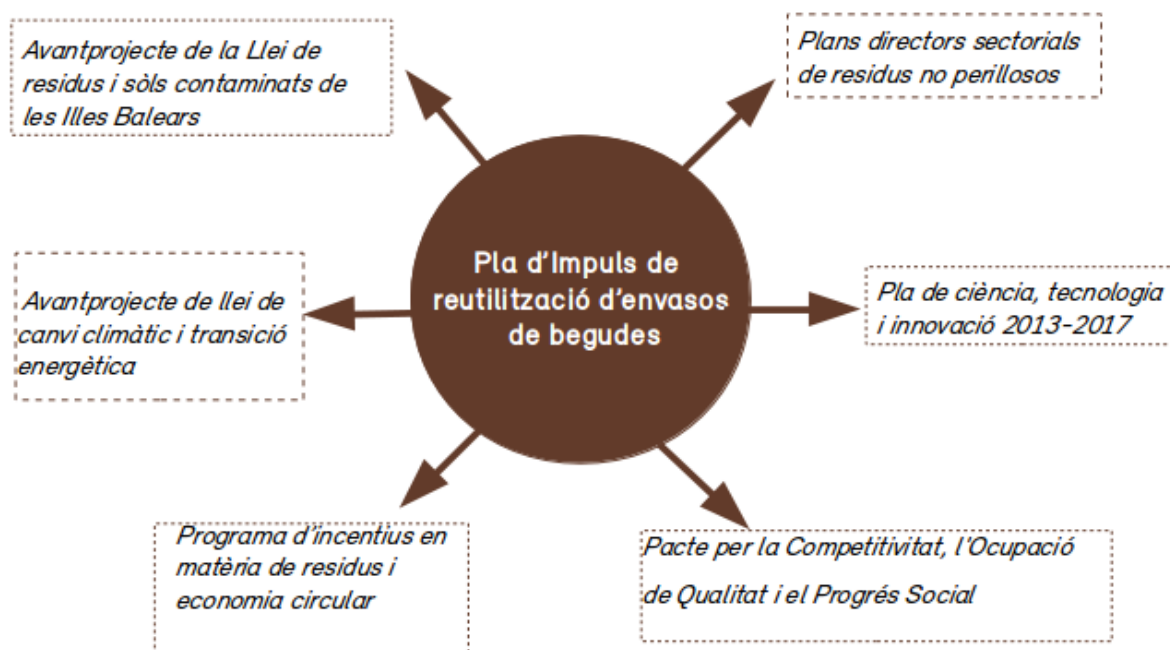 Avantprojecte de la Llei de
residus i sòls contaminats de
les Illes Balears
Plans directors sectorials
de residus no perillosos
Pla d'Impuls de
reutilització d'envasos
de begudes
Avantprojecte de llei de
canvi climàtic i transició
energètica
Pla de ciència, tecnologia
i innovació 2013-2017
Programa d'incentius en
matèria de residus i
economia circular
Pacte per la Competitivitat, l'Ocupació
de Qualitat i el Progrés Social